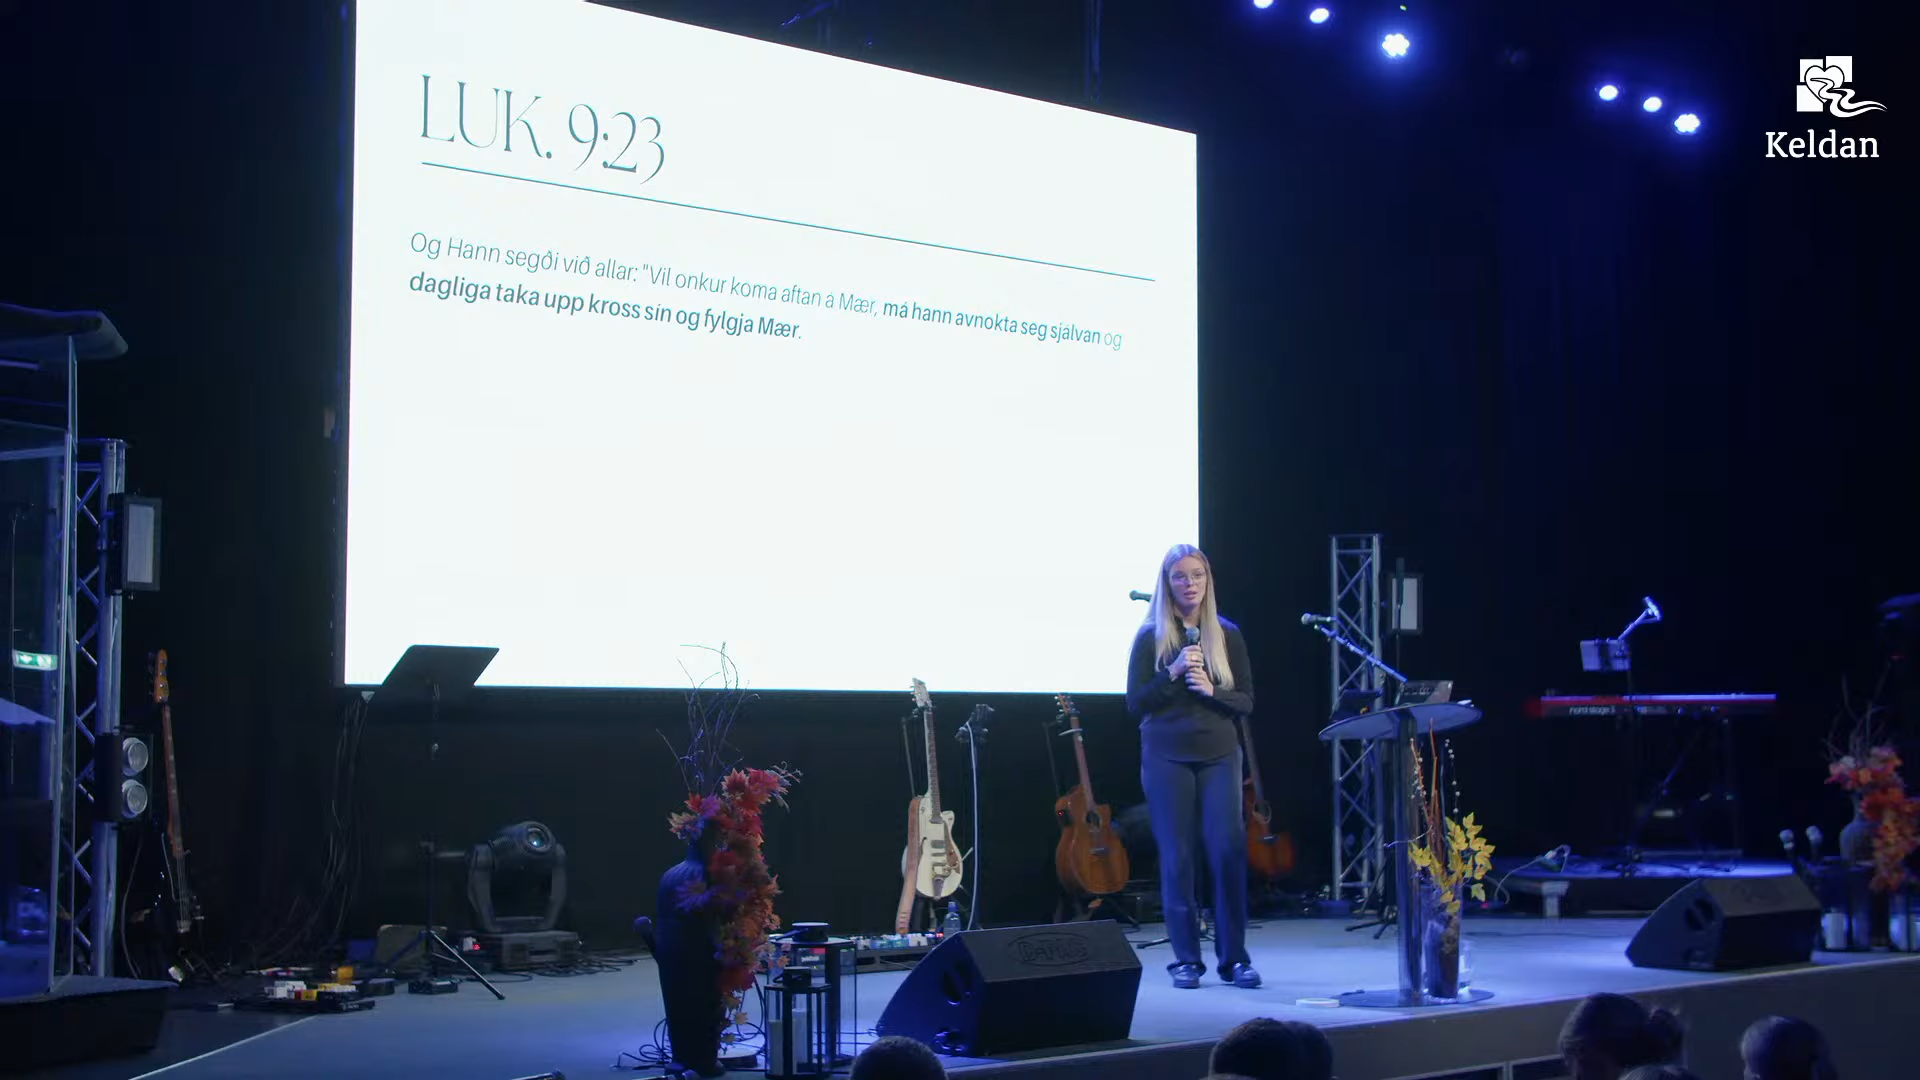 LUK. 9:23
Og Hann segði við allar: "Vil onkur koma aftan á Mær, má hann avnokta seg sjálvan og
dagliga taka upp kross sín og fylgja Mær.
Keldan